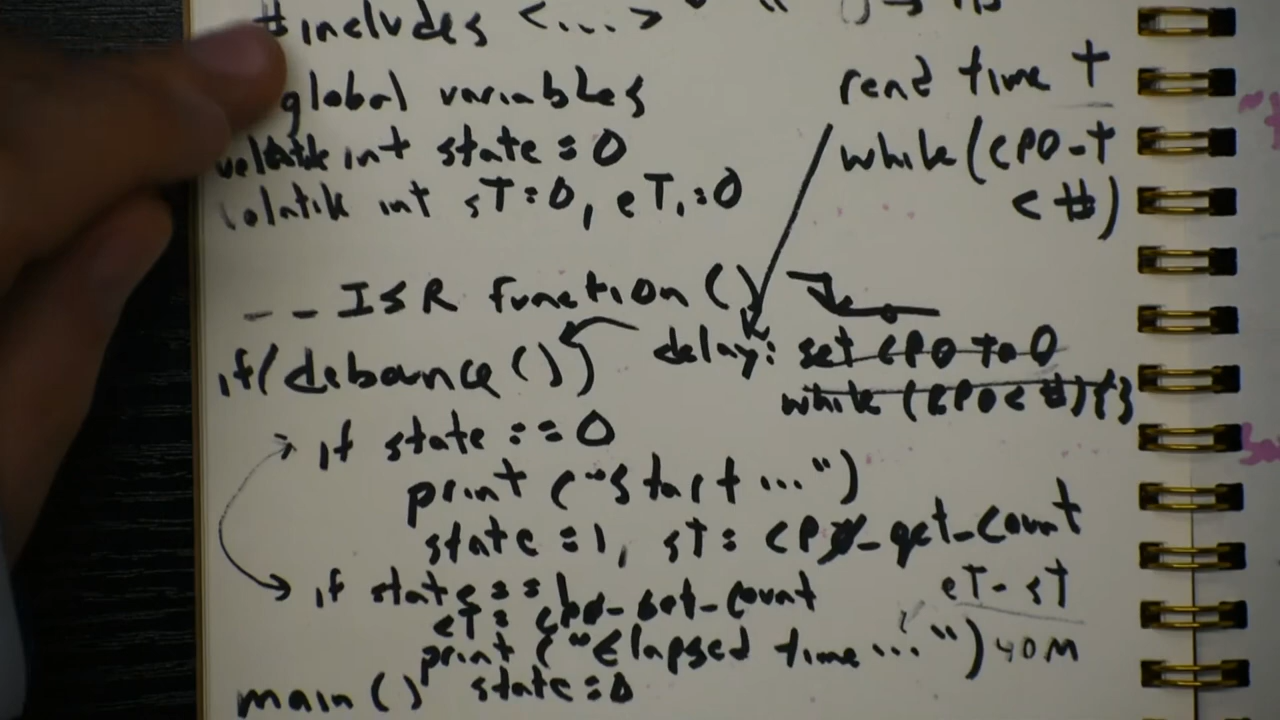 #includes <...>
global variables
volatile int state = 0
volatile int sT = 0, eT, = 0
read time t
while (CP0 - t
< #)
-- ISR function ()
if (debounce ())
delay: set CP0 to 0
while (CP0 < #) {}
if state == 0
print ("Start ...")
state = 1, sT = CP0_get_count
if state == 1
eT = cp0_get_count
eT - sT
print ("Elapsed time ...") 40M
state = 0
main ()